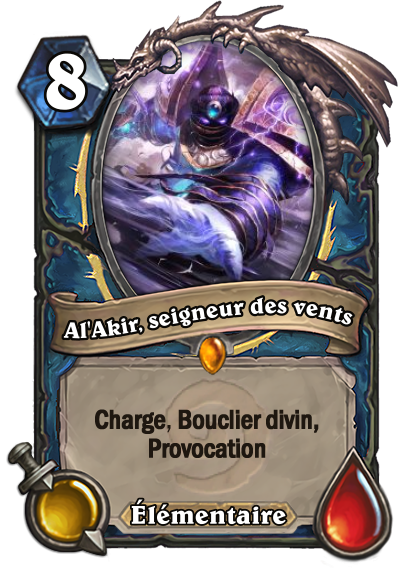 8
Al'Akir, seigneur des vents
Charge, Bouclier divin,
Provocation
Élémentaire